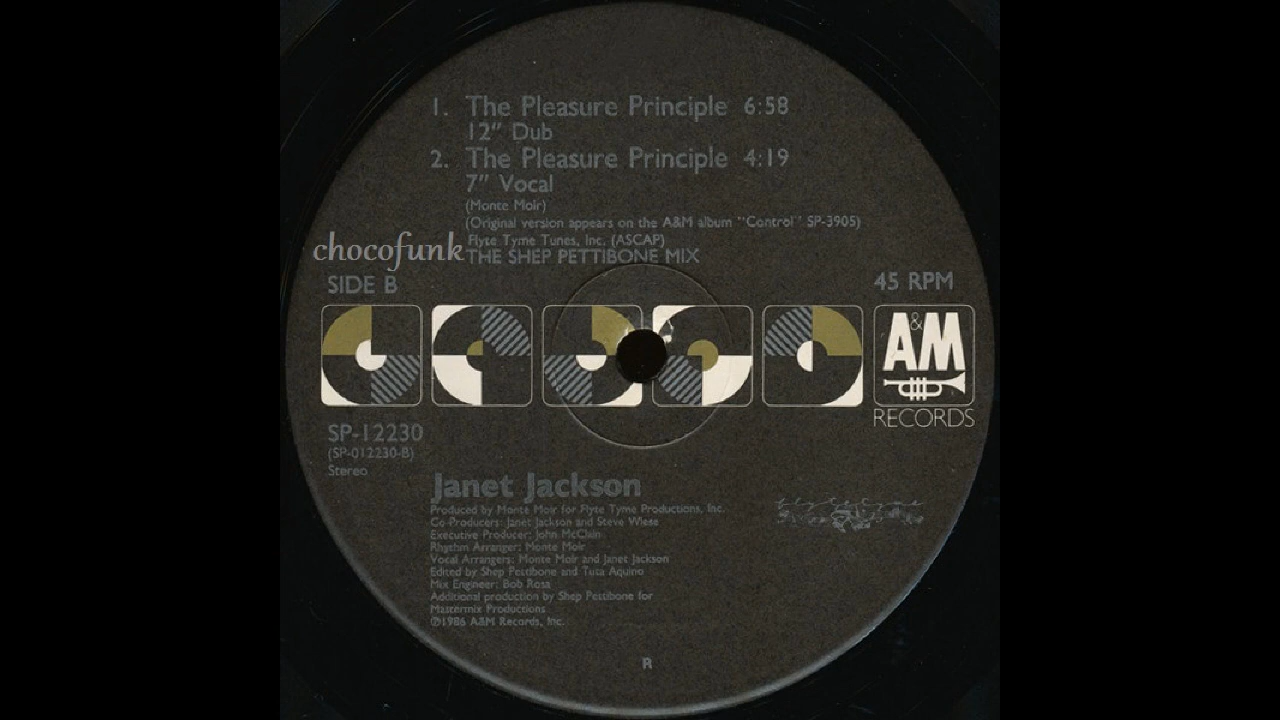 1. The Pleasure Principle 6:58
12" Dub
2. The Pleasure Principle 4:19
7" Vocal
(Monte Moir)
(Original version appears on the A&M album "Control" SP-3905)
Flyte Tyme Tunes, Inc. (ASCAP)
chocofunk
THE SHEP PETTIBONE MIX
SIDE B
45 RPM
A&M
RECORDS
SP-12230
(SP-012230-B)
Stereo
Janet Jackson
Produced by Monte Moir for Flyte Tyme Productions, Inc.
Co-Producers: Janet Jackson and Steve Wiese
Executive Producer: John McClain
Rhythm Arranger: Monte Moir
Vocal Arrangers: Monte Moir and Janet Jackson
Edited by Shep Pettibone and Tuta Aquino
Mix Engineer: Bob Rosa
Additional production by Shep Pettibone for
Mastermix Productions
℗1986 A&M Records, Inc.
flytetyme
R